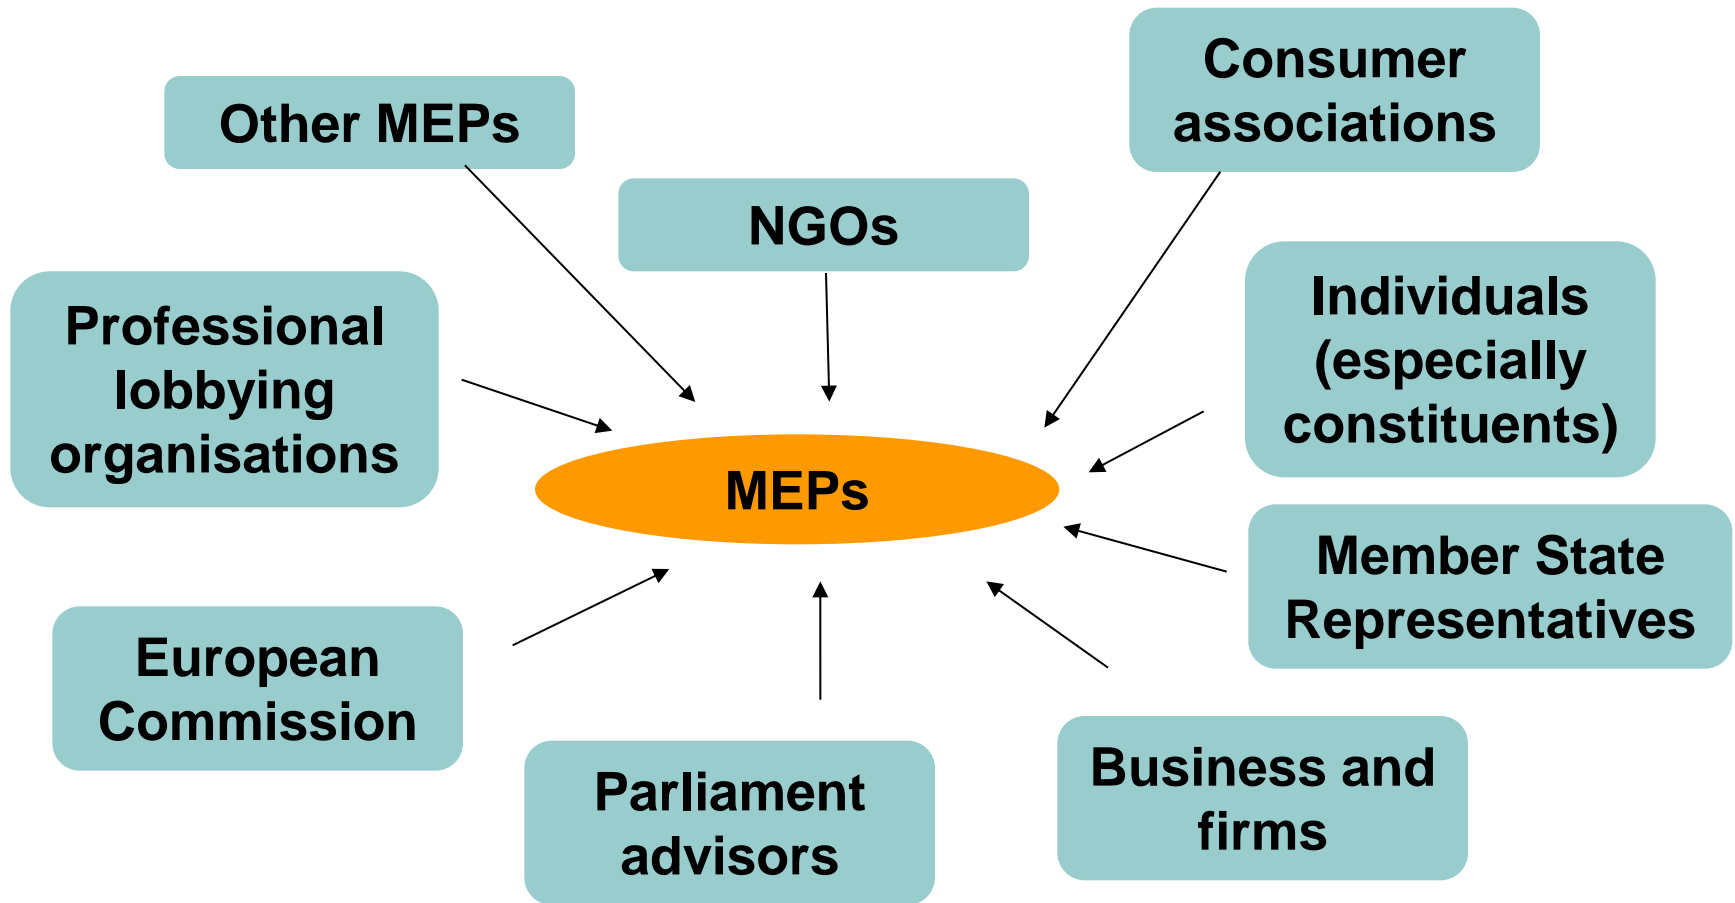 Consumer
associations
Other MEPs
NGOs
Professional
lobbying
organisations
Individuals
(especially
constituents)
MEPs
Member State
Representatives
European
Commission
Parliament
advisors
Business and
firms